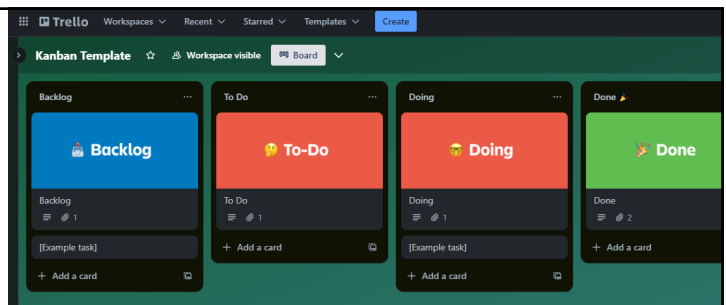 Trello Workspaces Recent Starred Templates Create
Kanban Template Workspace visible Board
Backlog
Backlog
Backlog
1
[Example task]
+ Add a card
To Do
To-Do
To Do
1
+ Add a card
Doing
Doing
Doing
1
[Example task]
+ Add a card
Done 🎉
🎉 Done
Done
2
+ Add a card